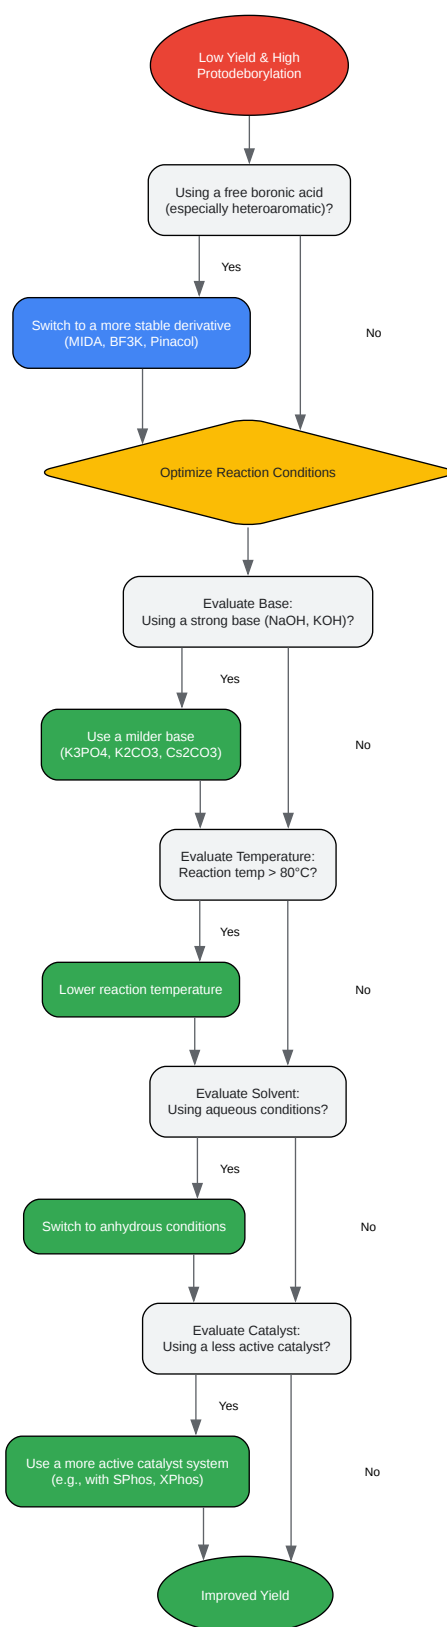 Low Yield & High
Protodeborylation
Using a free boronic acid
(especially heteroaromatic)?
Yes
Switch to a more stable derivative
(MIDA, BF3K, Pinacol)
No
Optimize Reaction Conditions
Evaluate Base:
Using a strong base (NaOH, KOH)?
Yes
Use a milder base
(K3PO4, K2CO3, Cs2CO3)
No
Evaluate Temperature:
Reaction temp > 80°C?
Yes
Lower reaction temperature
No
Evaluate Solvent:
Using aqueous conditions?
Yes
Switch to anhydrous conditions
No
Evaluate Catalyst:
Using a less active catalyst?
Yes
Use a more active catalyst system
(e.g., with SPhos, XPhos)
No
Improved Yield